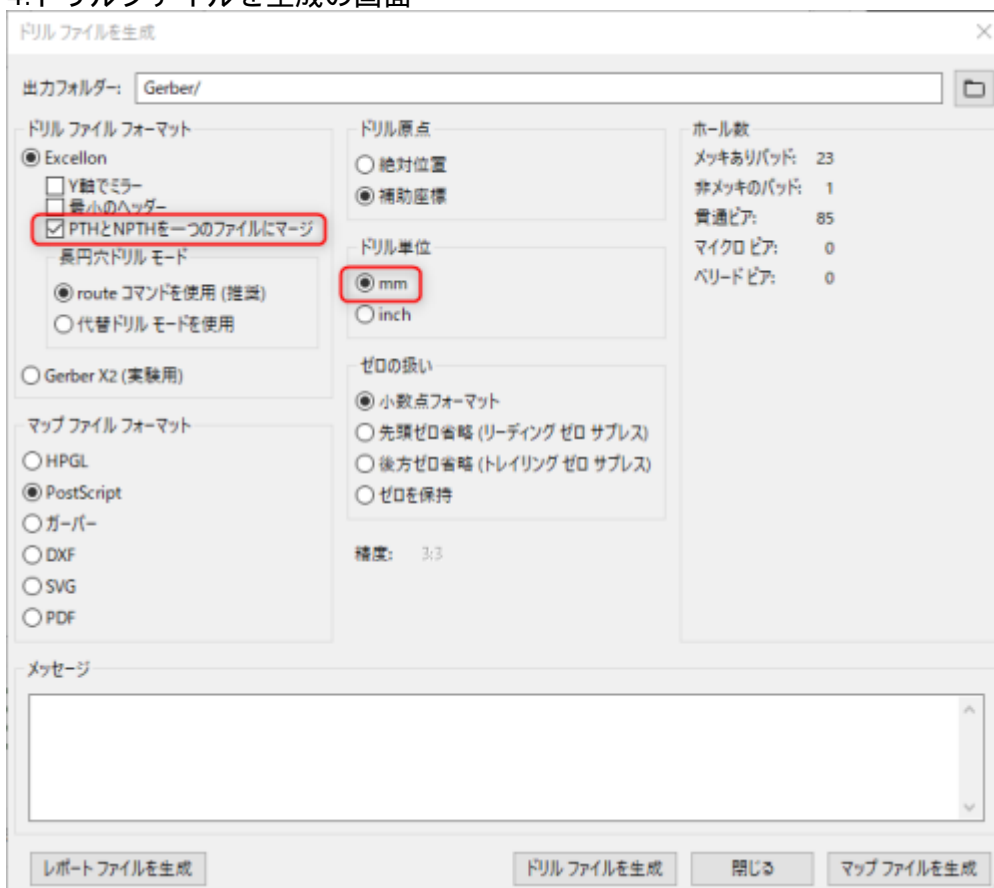 4.ドリルファイルを生成の画面
ドリル ファイルを生成
出力フォルダー: Gerber/
ドリル ファイル フォーマット
Excellon
Y軸でミラー
最小のヘッダー
PTHとNPTHを一つのファイルにマージ
長円穴ドリル モード
route コマンドを使用 (推奨)
代替ドリル モードを使用
Gerber X2 (実験用)
マップ ファイル フォーマット
HPGL
PostScript
ガーバー
DXF
SVG
PDF
ドリル原点
絶対位置
補助座標
ドリル単位
mm
inch
ゼロの扱い
小数点フォーマット
先頭ゼロ省略 (リーディング ゼロ サプレス)
後方ゼロ省略 (トレイリング ゼロ サプレス)
ゼロを保持
精度: 3:3
ホール数
メッキありパッド: 23
非メッキのパッド: 1
貫通ビア: 85
マイクロ ビア: 0
ベリード ビア: 0
メッセージ
レポート ファイルを生成
ドリル ファイルを生成
閉じる
マップ ファイルを生成